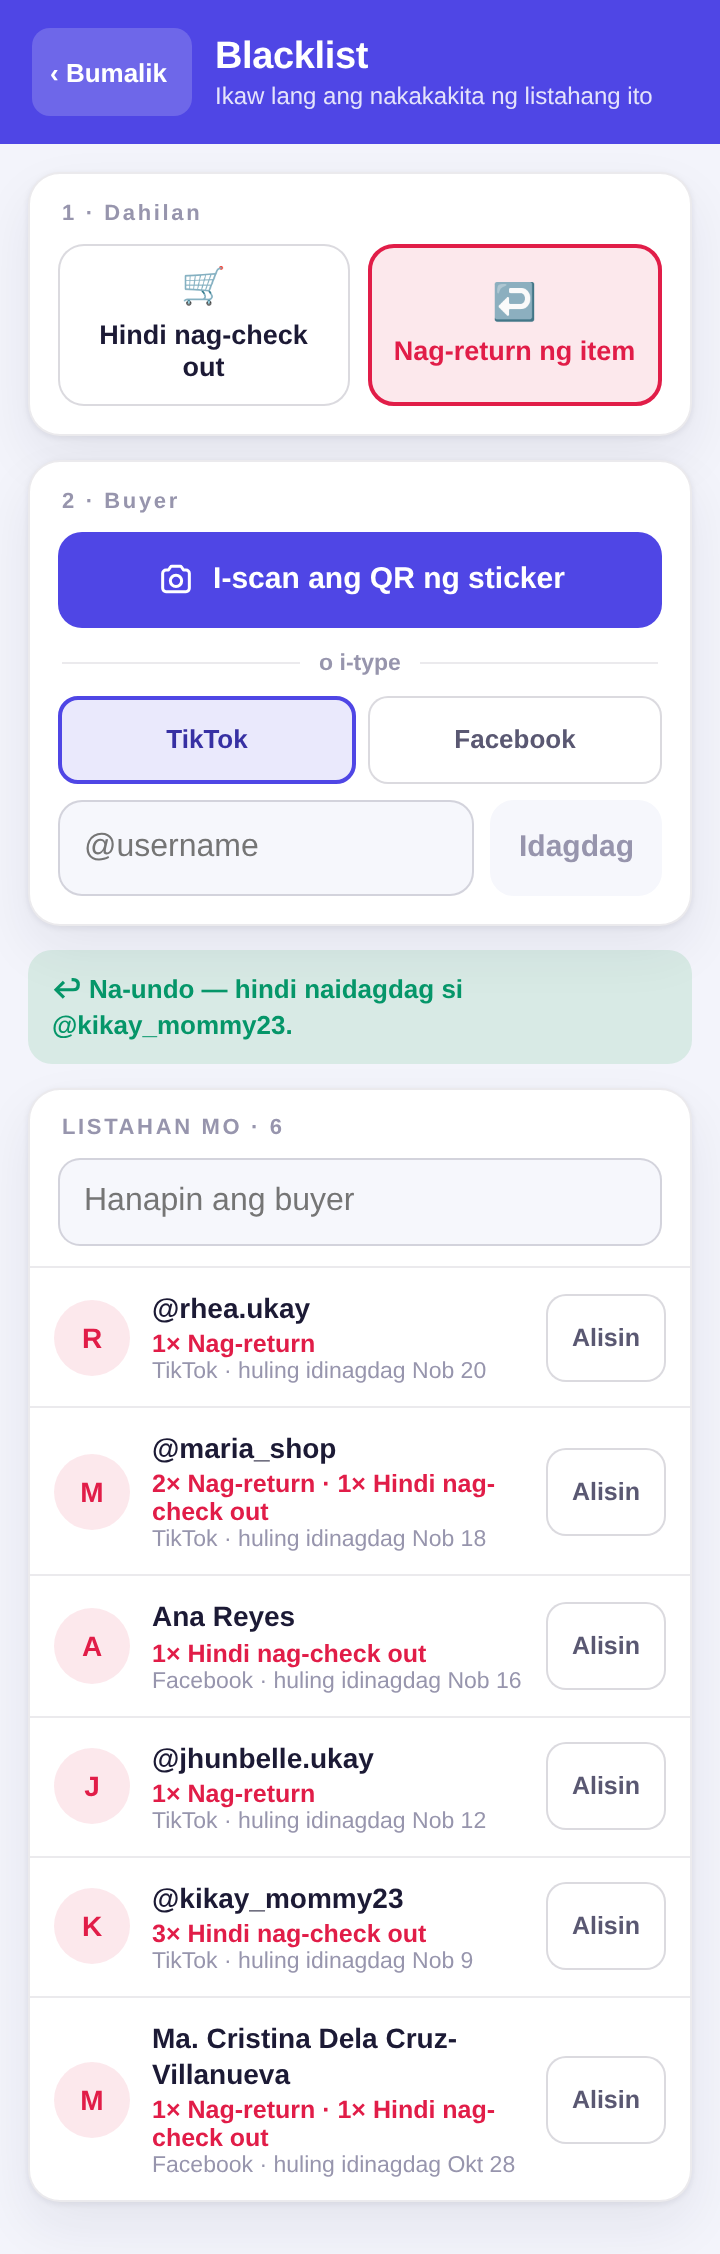 ‹ Bumalik
Blacklist
Ikaw lang ang nakakakita ng listahang ito
1 · Dahilan
Hindi nag-check
out
Nag-return ng item
2 · Buyer
I-scan ang QR ng sticker
o i-type
TikTok
Facebook
@username
Idagdag
Na-undo — hindi naidagdag si
@kikay_mommy23.
LISTAHAN MO · 6
Hanapin ang buyer
R
@rhea.ukay
1× Nag-return
TikTok · huling idinagdag Nob 20
Alisin
M
@maria_shop
2× Nag-return · 1× Hindi nag-
check out
TikTok · huling idinagdag Nob 18
Alisin
A
Ana Reyes
1× Hindi nag-check out
Facebook · huling idinagdag Nob 16
Alisin
J
@jhunbelle.ukay
1× Nag-return
TikTok · huling idinagdag Nob 12
Alisin
K
@kikay_mommy23
3× Hindi nag-check out
TikTok · huling idinagdag Nob 9
Alisin
M
Ma. Cristina Dela Cruz-
Villanueva
1× Nag-return · 1× Hindi nag-
check out
Facebook · huling idinagdag Okt 28
Alisin